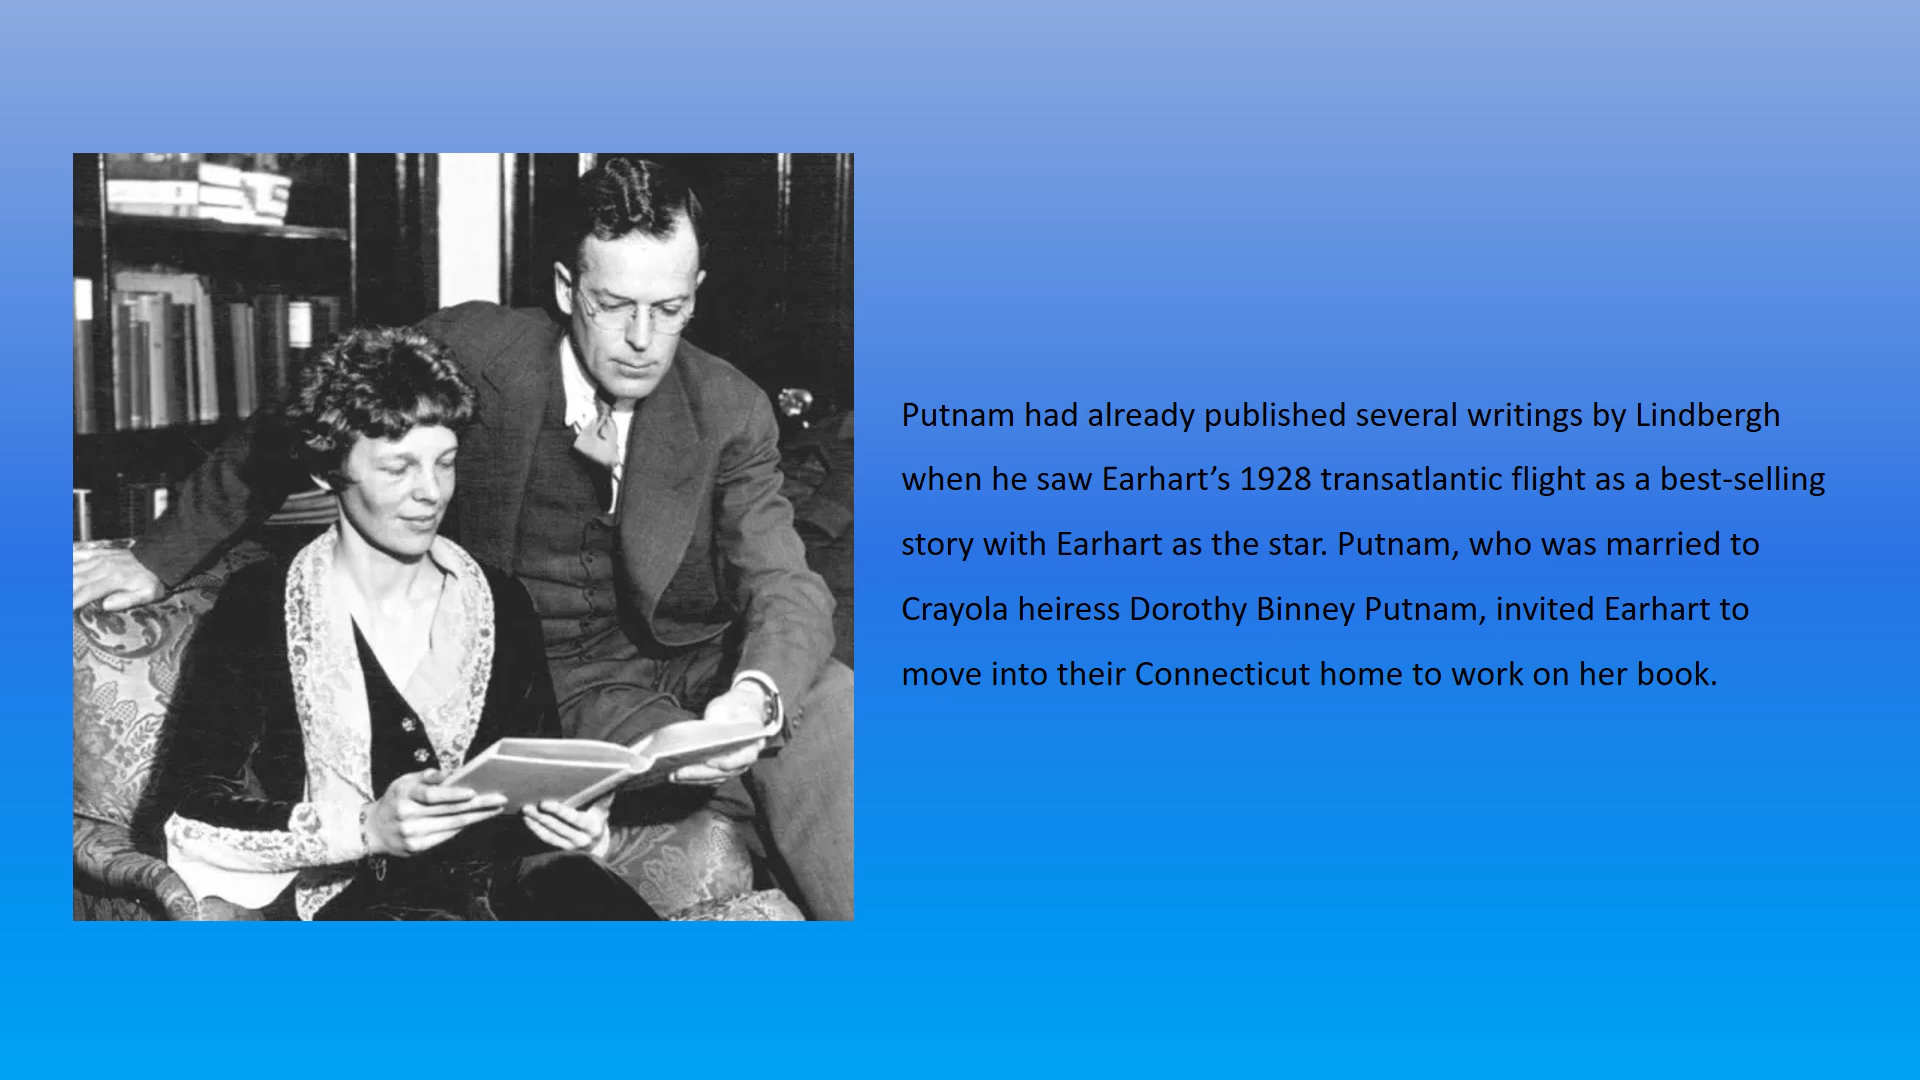 Putnam had already published several writings by Lindbergh
when he saw Earhart’s 1928 transatlantic flight as a best-selling
story with Earhart as the star. Putnam, who was married to
Crayola heiress Dorothy Binney Putnam, invited Earhart to
move into their Connecticut home to work on her book.